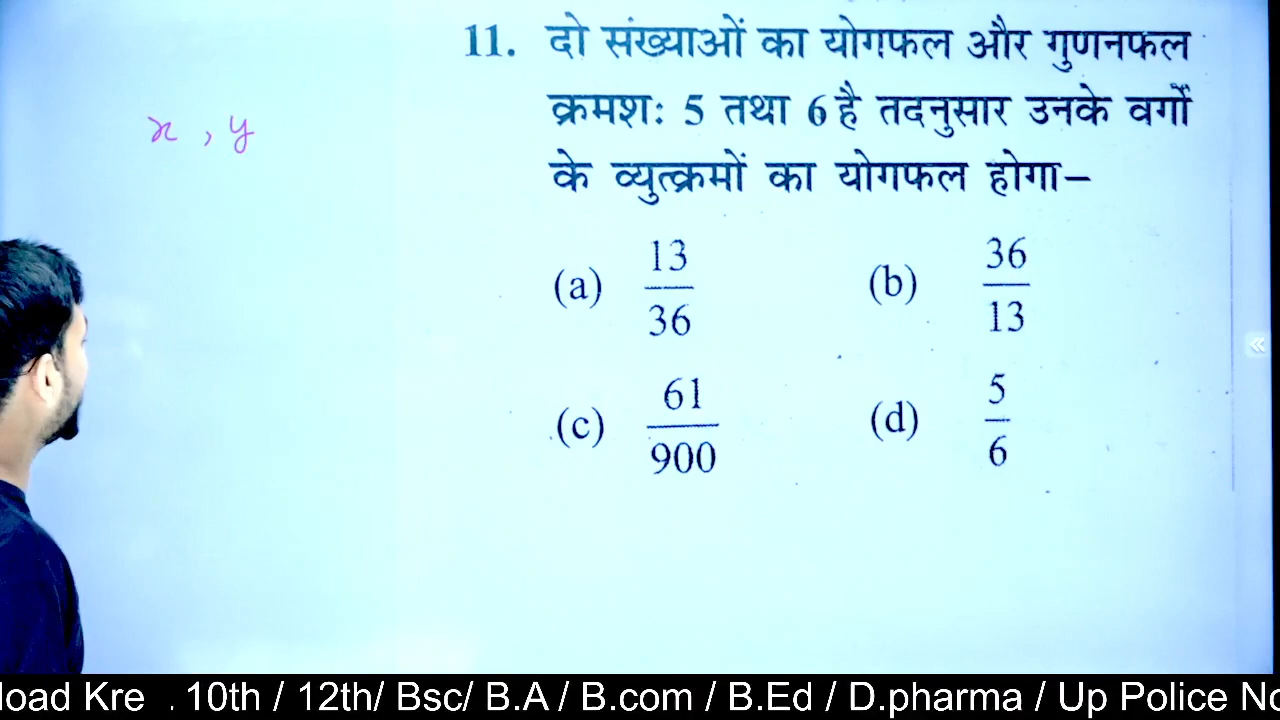 11. दो संख्याओं का योगफल और गुणनफल
क्रमशः 5 तथा 6 है तदनुसार उनके वर्गों
के व्युत्क्रमों का योगफल होगा–
x , y
(a) 13/36 (b) 36/13
(c) 61/900 (d) 5/6
load Kre . 10th / 12th/ Bsc/ B.A / B.com / B.Ed / D.pharma / Up Police No